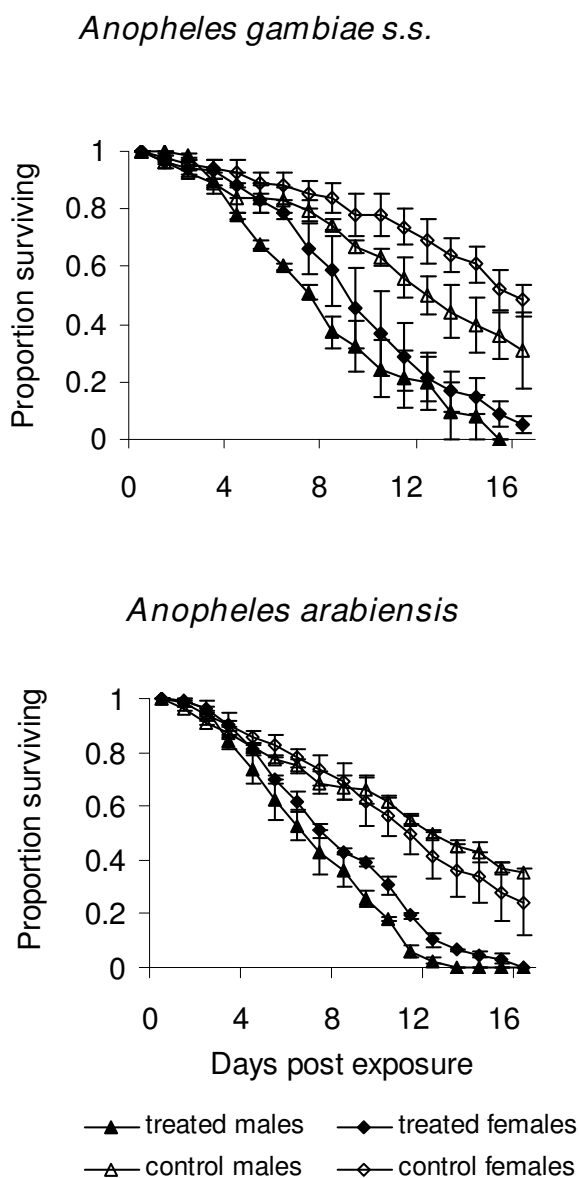 Anopheles gambiae s.s.
Proportion surviving
1
0.8
0.6
0.4
0.2
0
0 4 8 12 16
Anopheles arabiensis
Proportion surviving
1
0.8
0.6
0.4
0.2
0
0 4 8 12 16
Days post exposure
treated males treated females
control males control females